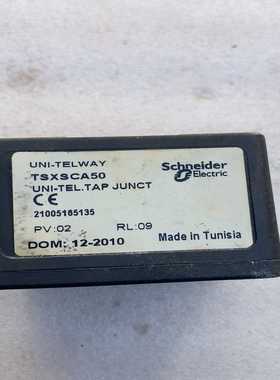 UNI-TELWAY
TSXSCA50
UNI-TEL.TAP JUNCT
CE
21005185135
PV:02 RL:09
DOM: 12-2010
Schneider
Electric
Made in Tunisia